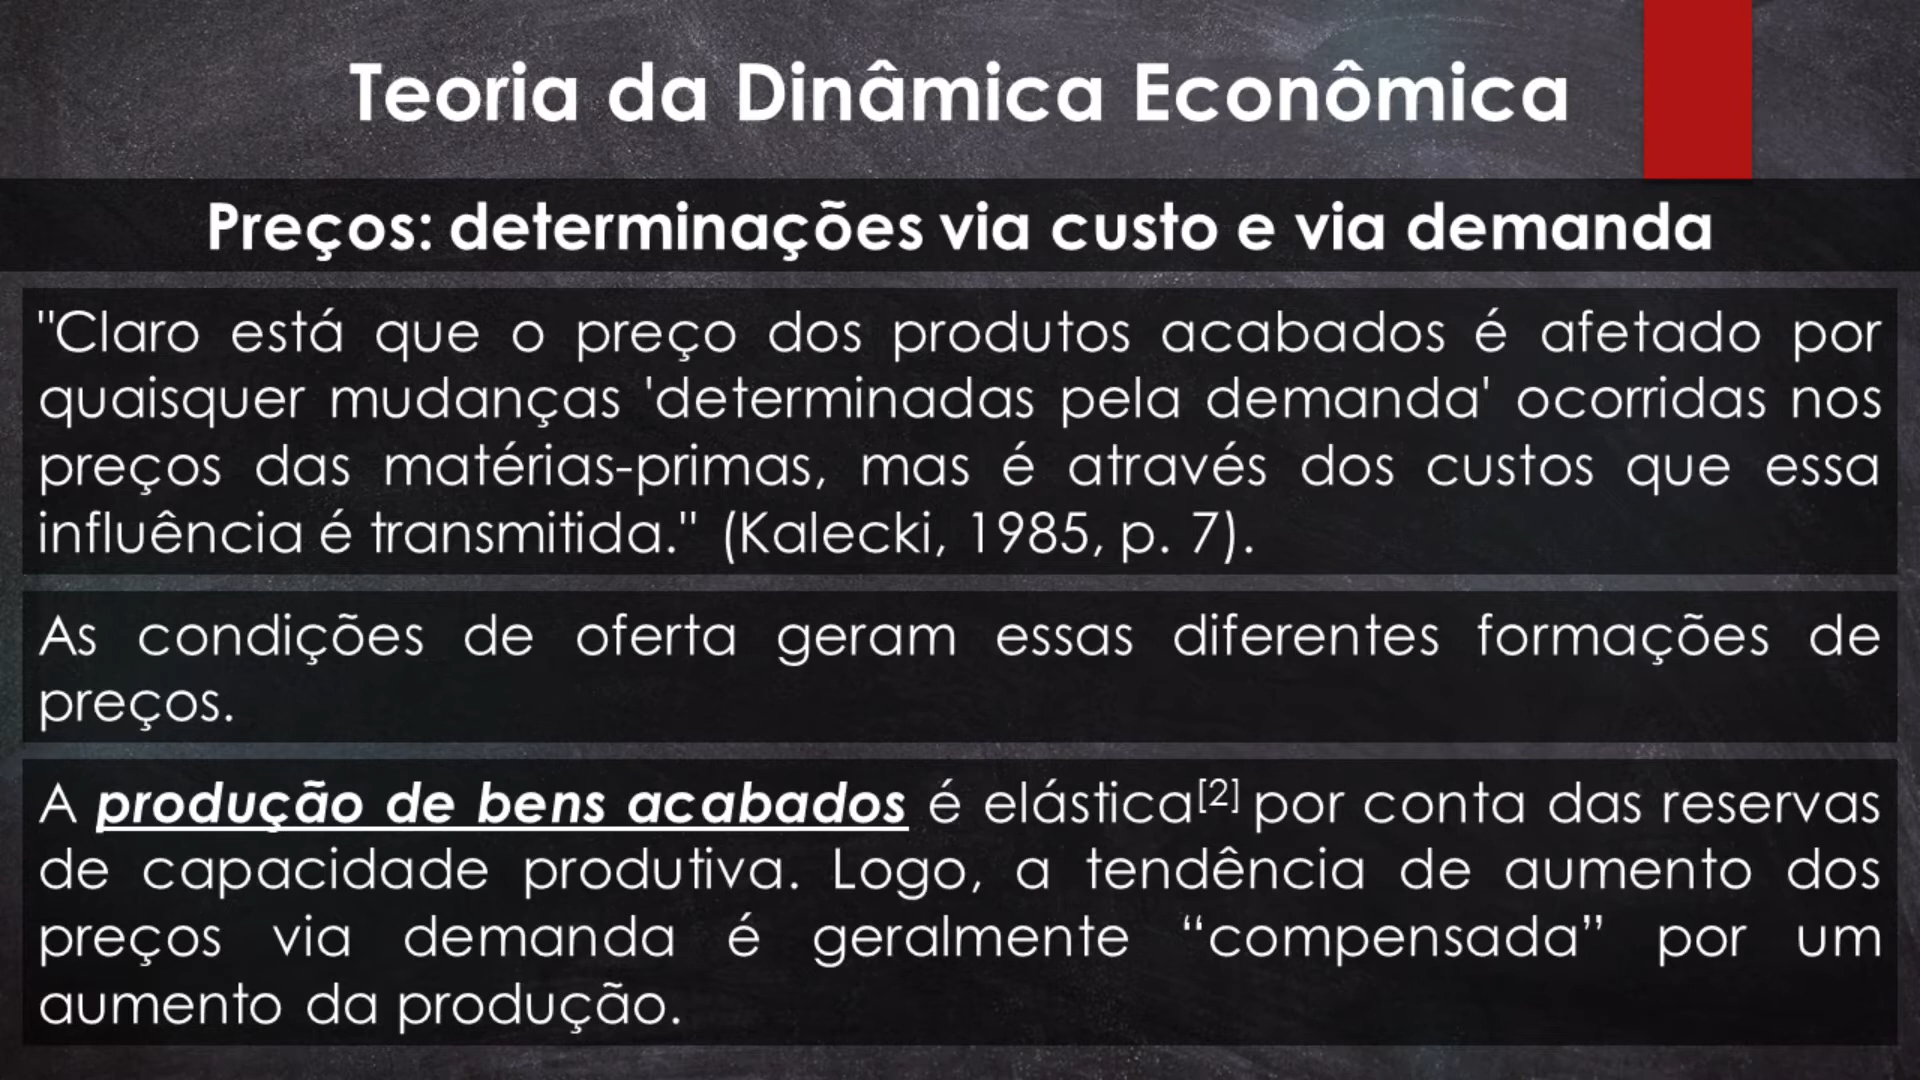 Teoria da Dinâmica Econômica
Preços: determinações via custo e via demanda
"Claro está que o preço dos produtos acabados é afetado por
quaisquer mudanças 'determinadas pela demanda' ocorridas nos
preços das matérias-primas, mas é através dos custos que essa
influência é transmitida." (Kalecki, 1985, p. 7).
As condições de oferta geram essas diferentes formações de
preços.
A produção de bens acabados é elástica[2] por conta das reservas
de capacidade produtiva. Logo, a tendência de aumento dos
preços via demanda é geralmente “compensada” por um
aumento da produção.